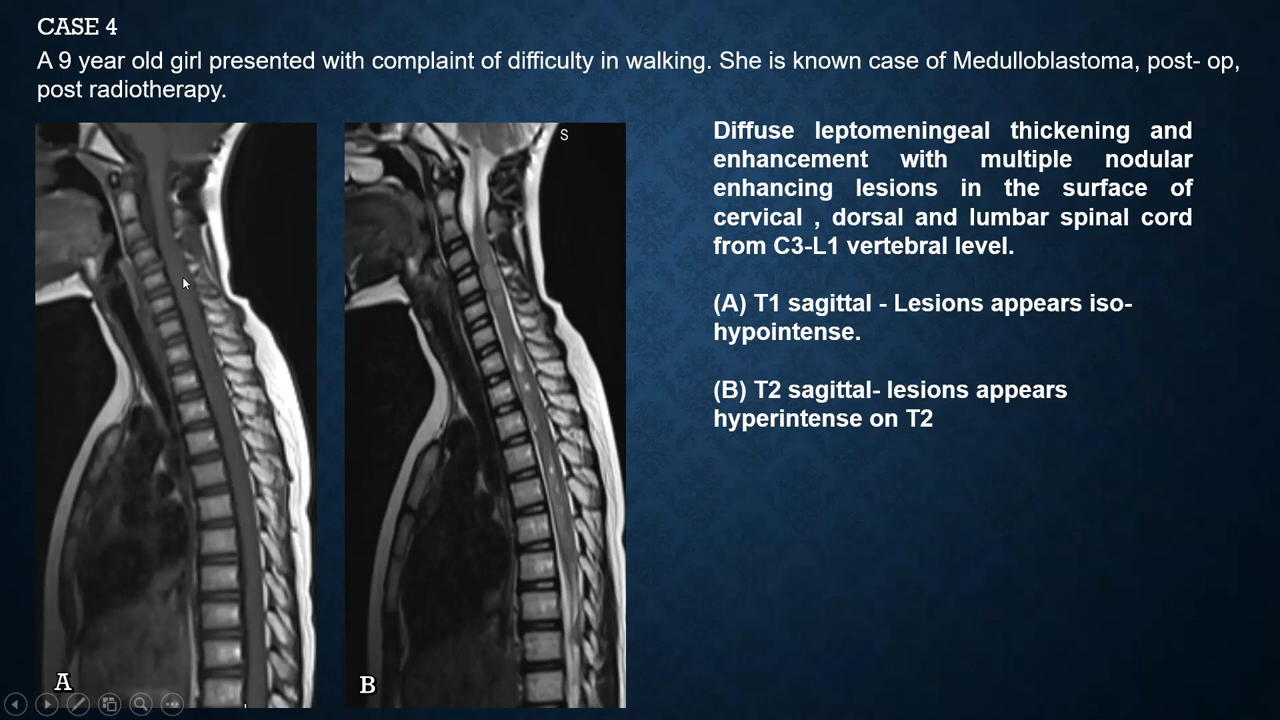 CASE 4
A 9 year old girl presented with complaint of difficulty in walking. She is known case of Medulloblastoma, post- op,
post radiotherapy.
S
Diffuse leptomeningeal thickening and
enhancement with multiple nodular
enhancing lesions in the surface of
cervical , dorsal and lumbar spinal cord
from C3-L1 vertebral level.
(A) T1 sagittal - Lesions appears iso-
hypointense.
(B) T2 sagittal- lesions appears
hyperintense on T2
A
B